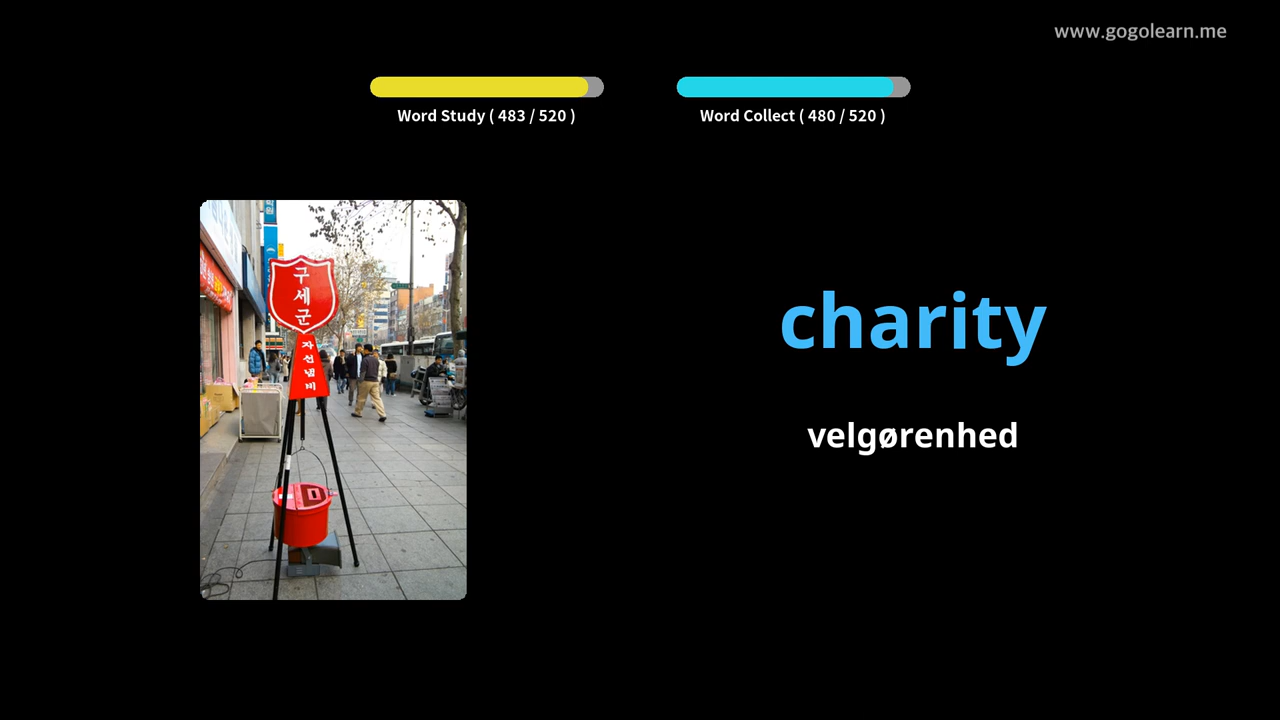 www.gogolearn.me
Word Study ( 483 / 520 )
Word Collect ( 480 / 520 )
구세군
자선냄비
charity
velgørenhed